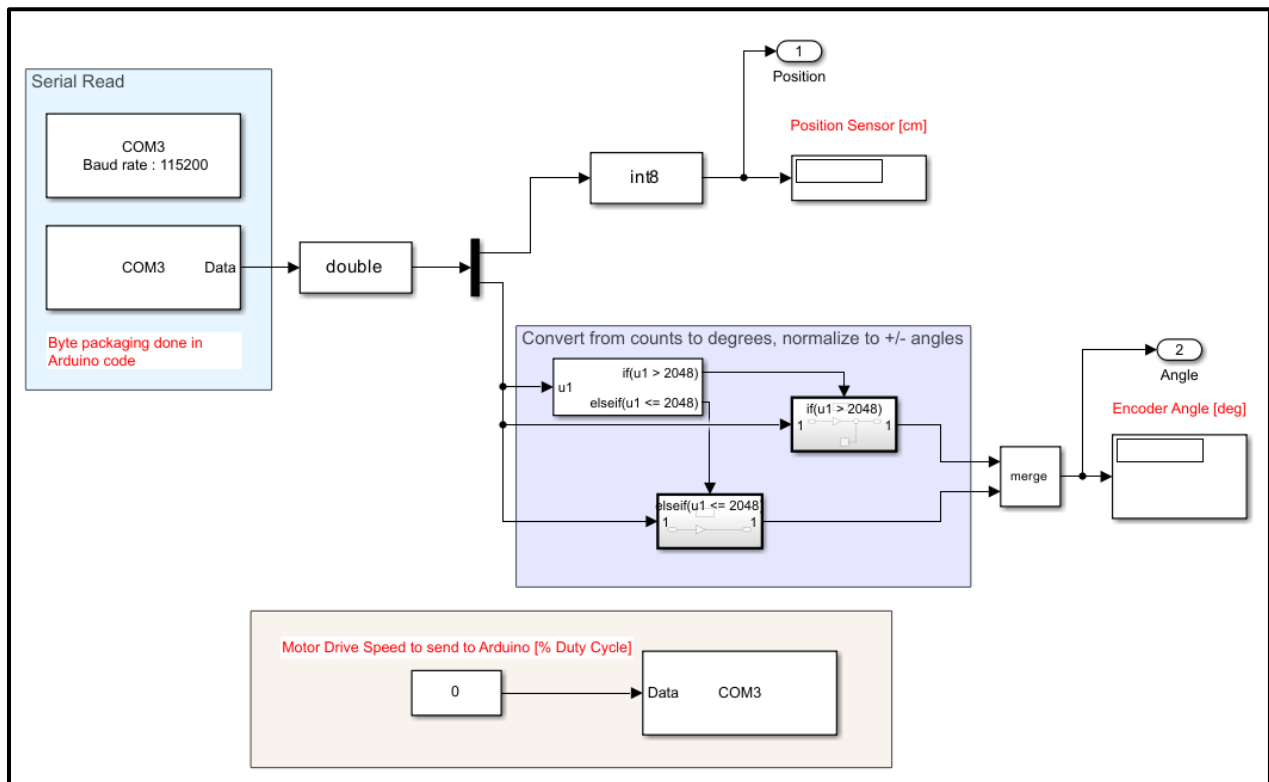 Serial Read
COM3
Baud rate : 115200
COM3
Data
Byte packaging done in
Arduino code
double
int8
1
Position
Position Sensor [cm]
Convert from counts to degrees, normalize to +/- angles
u1
if(u1 > 2048)
elseif(u1 <= 2048)
if(u1 > 2048)
1
1
elseif(u1 <= 2048)
1
1
merge
2
Angle
Encoder Angle [deg]
Motor Drive Speed to send to Arduino [% Duty Cycle]
0
Data
COM3